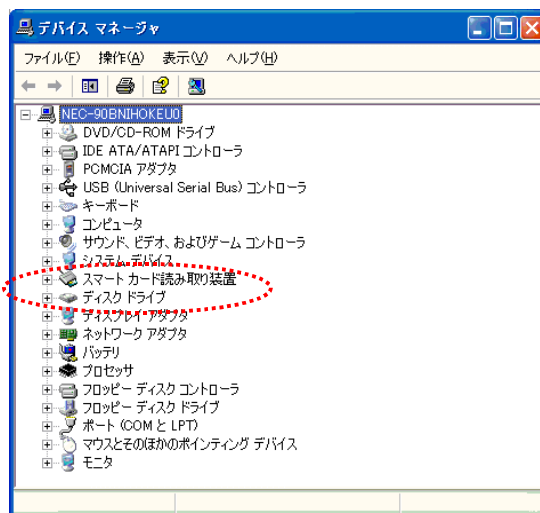 デバイス マネージャ
ファイル(F) 操作(A) 表示(V) ヘルプ(H)
NEC-90BNIHOKEU0
DVD/CD-ROM ドライブ
IDE ATA/ATAPI コントローラ
PCMCIA アダプタ
USB (Universal Serial Bus) コントローラ
キーボード
コンピュータ
サウンド、ビデオ、およびゲーム コントローラ
システム デバイス
スマート カード読み取り装置
ディスク ドライブ
ディスプレイ アダプタ
ネットワーク アダプタ
バッテリ
プロセッサ
フロッピー ディスク コントローラ
フロッピー ディスク ドライブ
ポート (COM と LPT)
マウスとそのほかのポインティング デバイス
モニタ